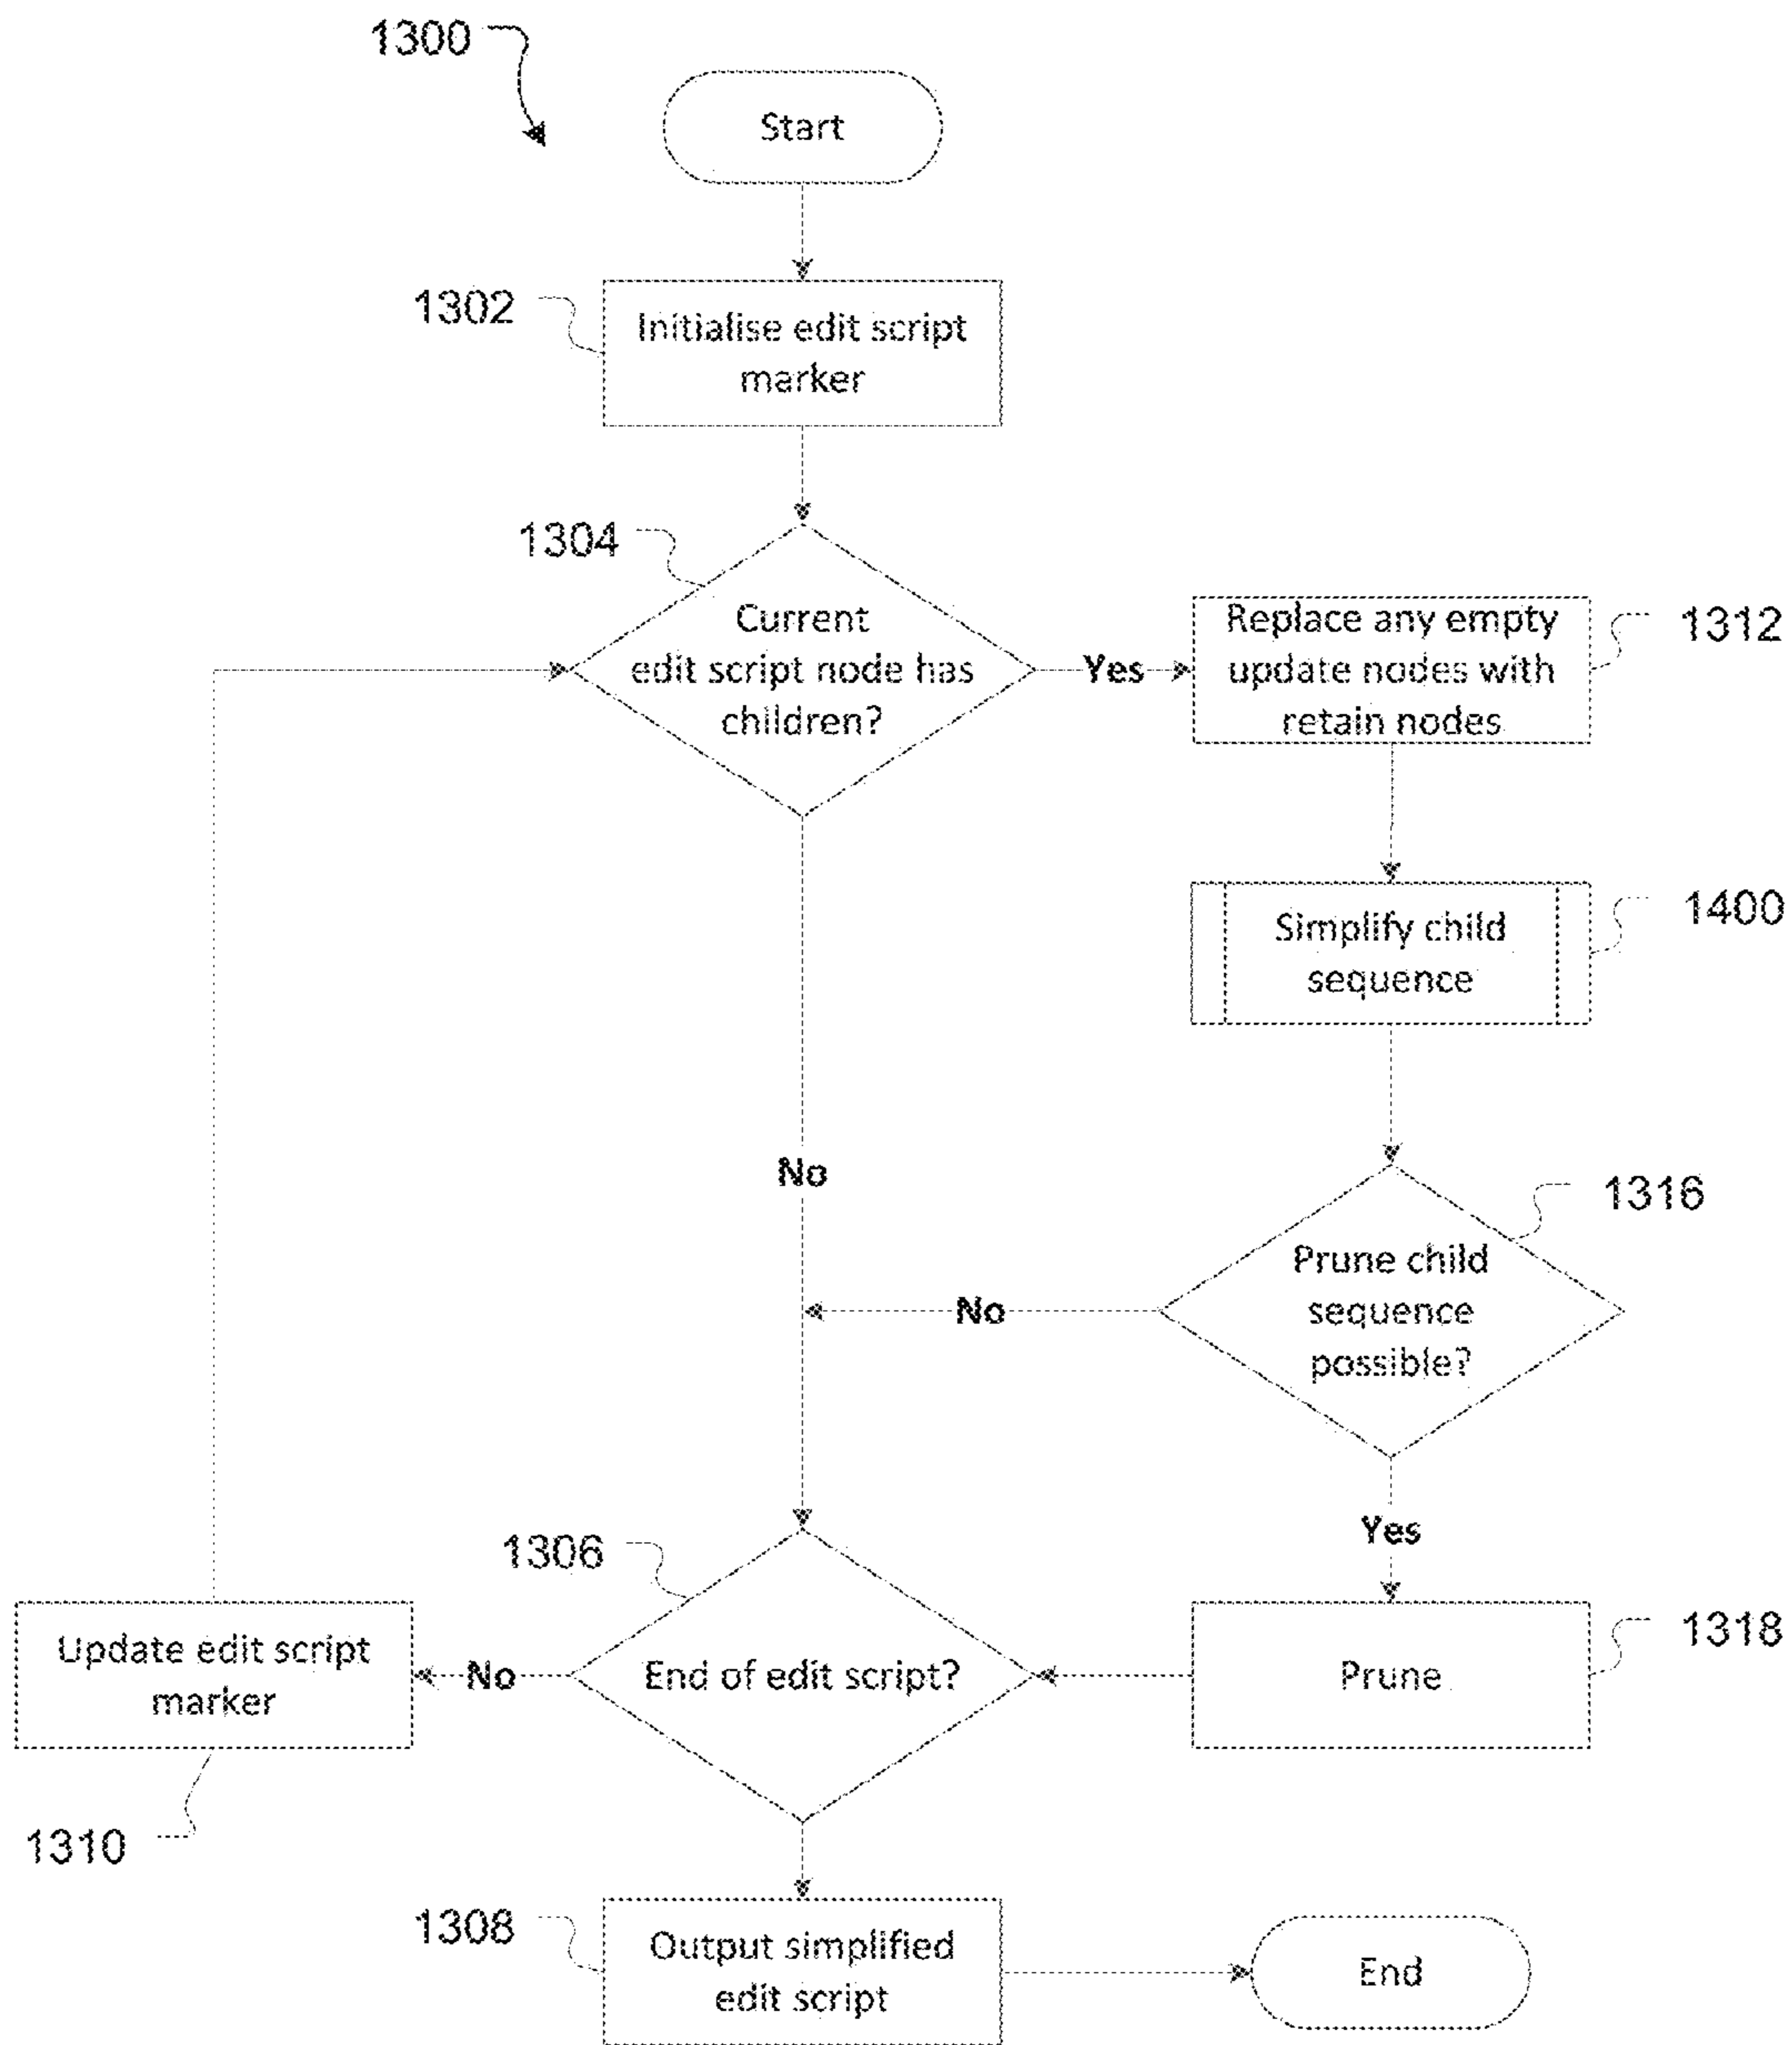 1300
Start
1302
Initialise edit script
marker
1304
Current
edit script node has
children?
Yes
Replace any empty
update nodes with
retain nodes
1312
Simplify child
sequence
1400
No
1316
Prune child
sequence
possible?
No
Yes
1306
End of edit script?
No
Update edit script
marker
1310
Prune
1318
1308
Output simplified
edit script
End